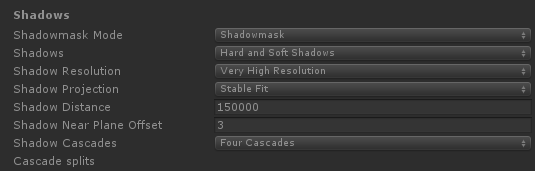 Shadows
Shadowmask Mode Shadowmask
Shadows Hard and Soft Shadows
Shadow Resolution Very High Resolution
Shadow Projection Stable Fit
Shadow Distance 150000
Shadow Near Plane Offset 3
Shadow Cascades Four Cascades
Cascade splits